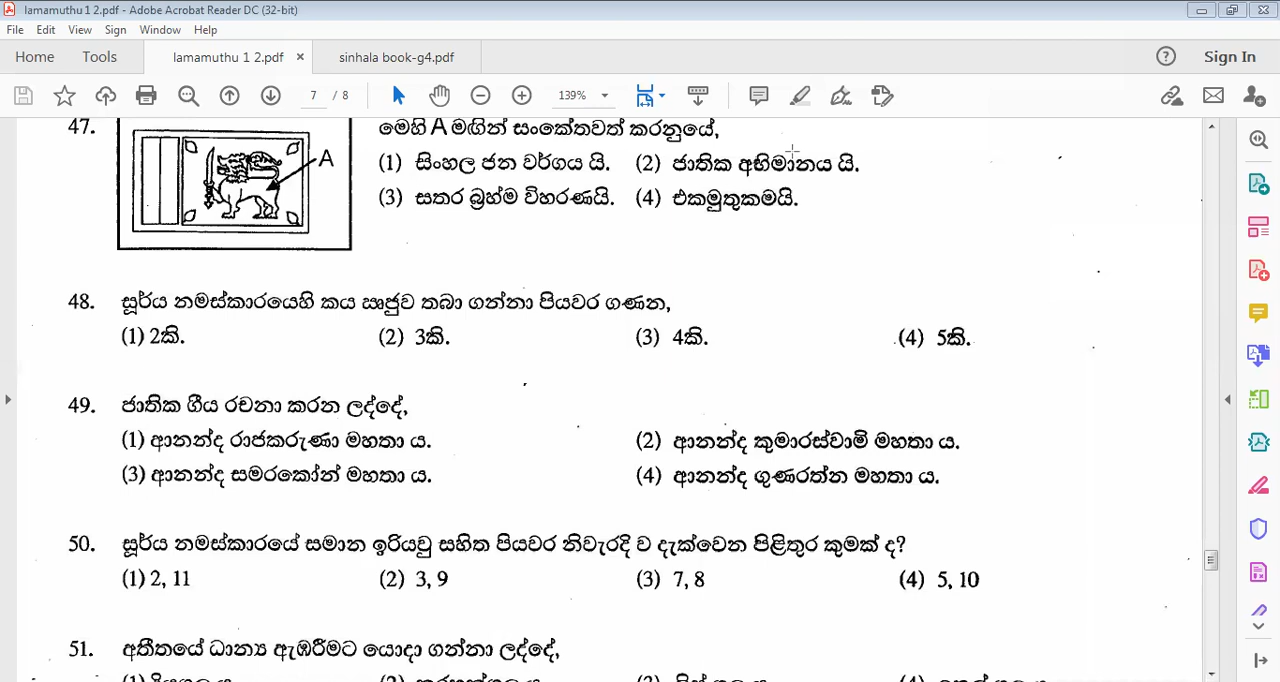 lamamuthu 1 2.pdf - Adobe Acrobat Reader DC (32-bit)
File Edit View Sign Window Help
Home Tools lamamuthu 1 2.pdf × sinhala book-g4.pdf Sign In
7 / 8 139%
47. මෙහි A මඟින් සංකේතවත් කරනුයේ,
A
(1) සිංහල ජන වර්ගය යි. (2) ජාතික අභිමානය යි.
(3) සතර බ්‍රහ්ම විහරණයි. (4) එකමුතුකමයි.
48. සූර්ය නමස්කාරයෙහි කය ඍජුව තබා ගන්නා පියවර ගණන,
(1) 2කි. (2) 3කි. (3) 4කි. (4) 5කි.
49. ජාතික ගීය රචනා කරන ලද්දේ,
(1) ආනන්ද රාජකරුණා මහතා ය. (2) ආනන්ද කුමාරස්වාමි මහතා ය.
(3) ආනන්ද සමරකෝන් මහතා ය. (4) ආනන්ද ගුණරත්න මහතා ය.
50. සූර්ය නමස්කාරයේ සමාන ඉරියවු සහිත පියවර නිවැරදි ව දැක්වෙන පිළිතුර කුමක් ද?
(1) 2, 11 (2) 3, 9 (3) 7, 8 (4) 5, 10
51. අතීතයේ ධාන්‍ය ඇඹරීමට යොදා ගන්නා ලද්දේ,